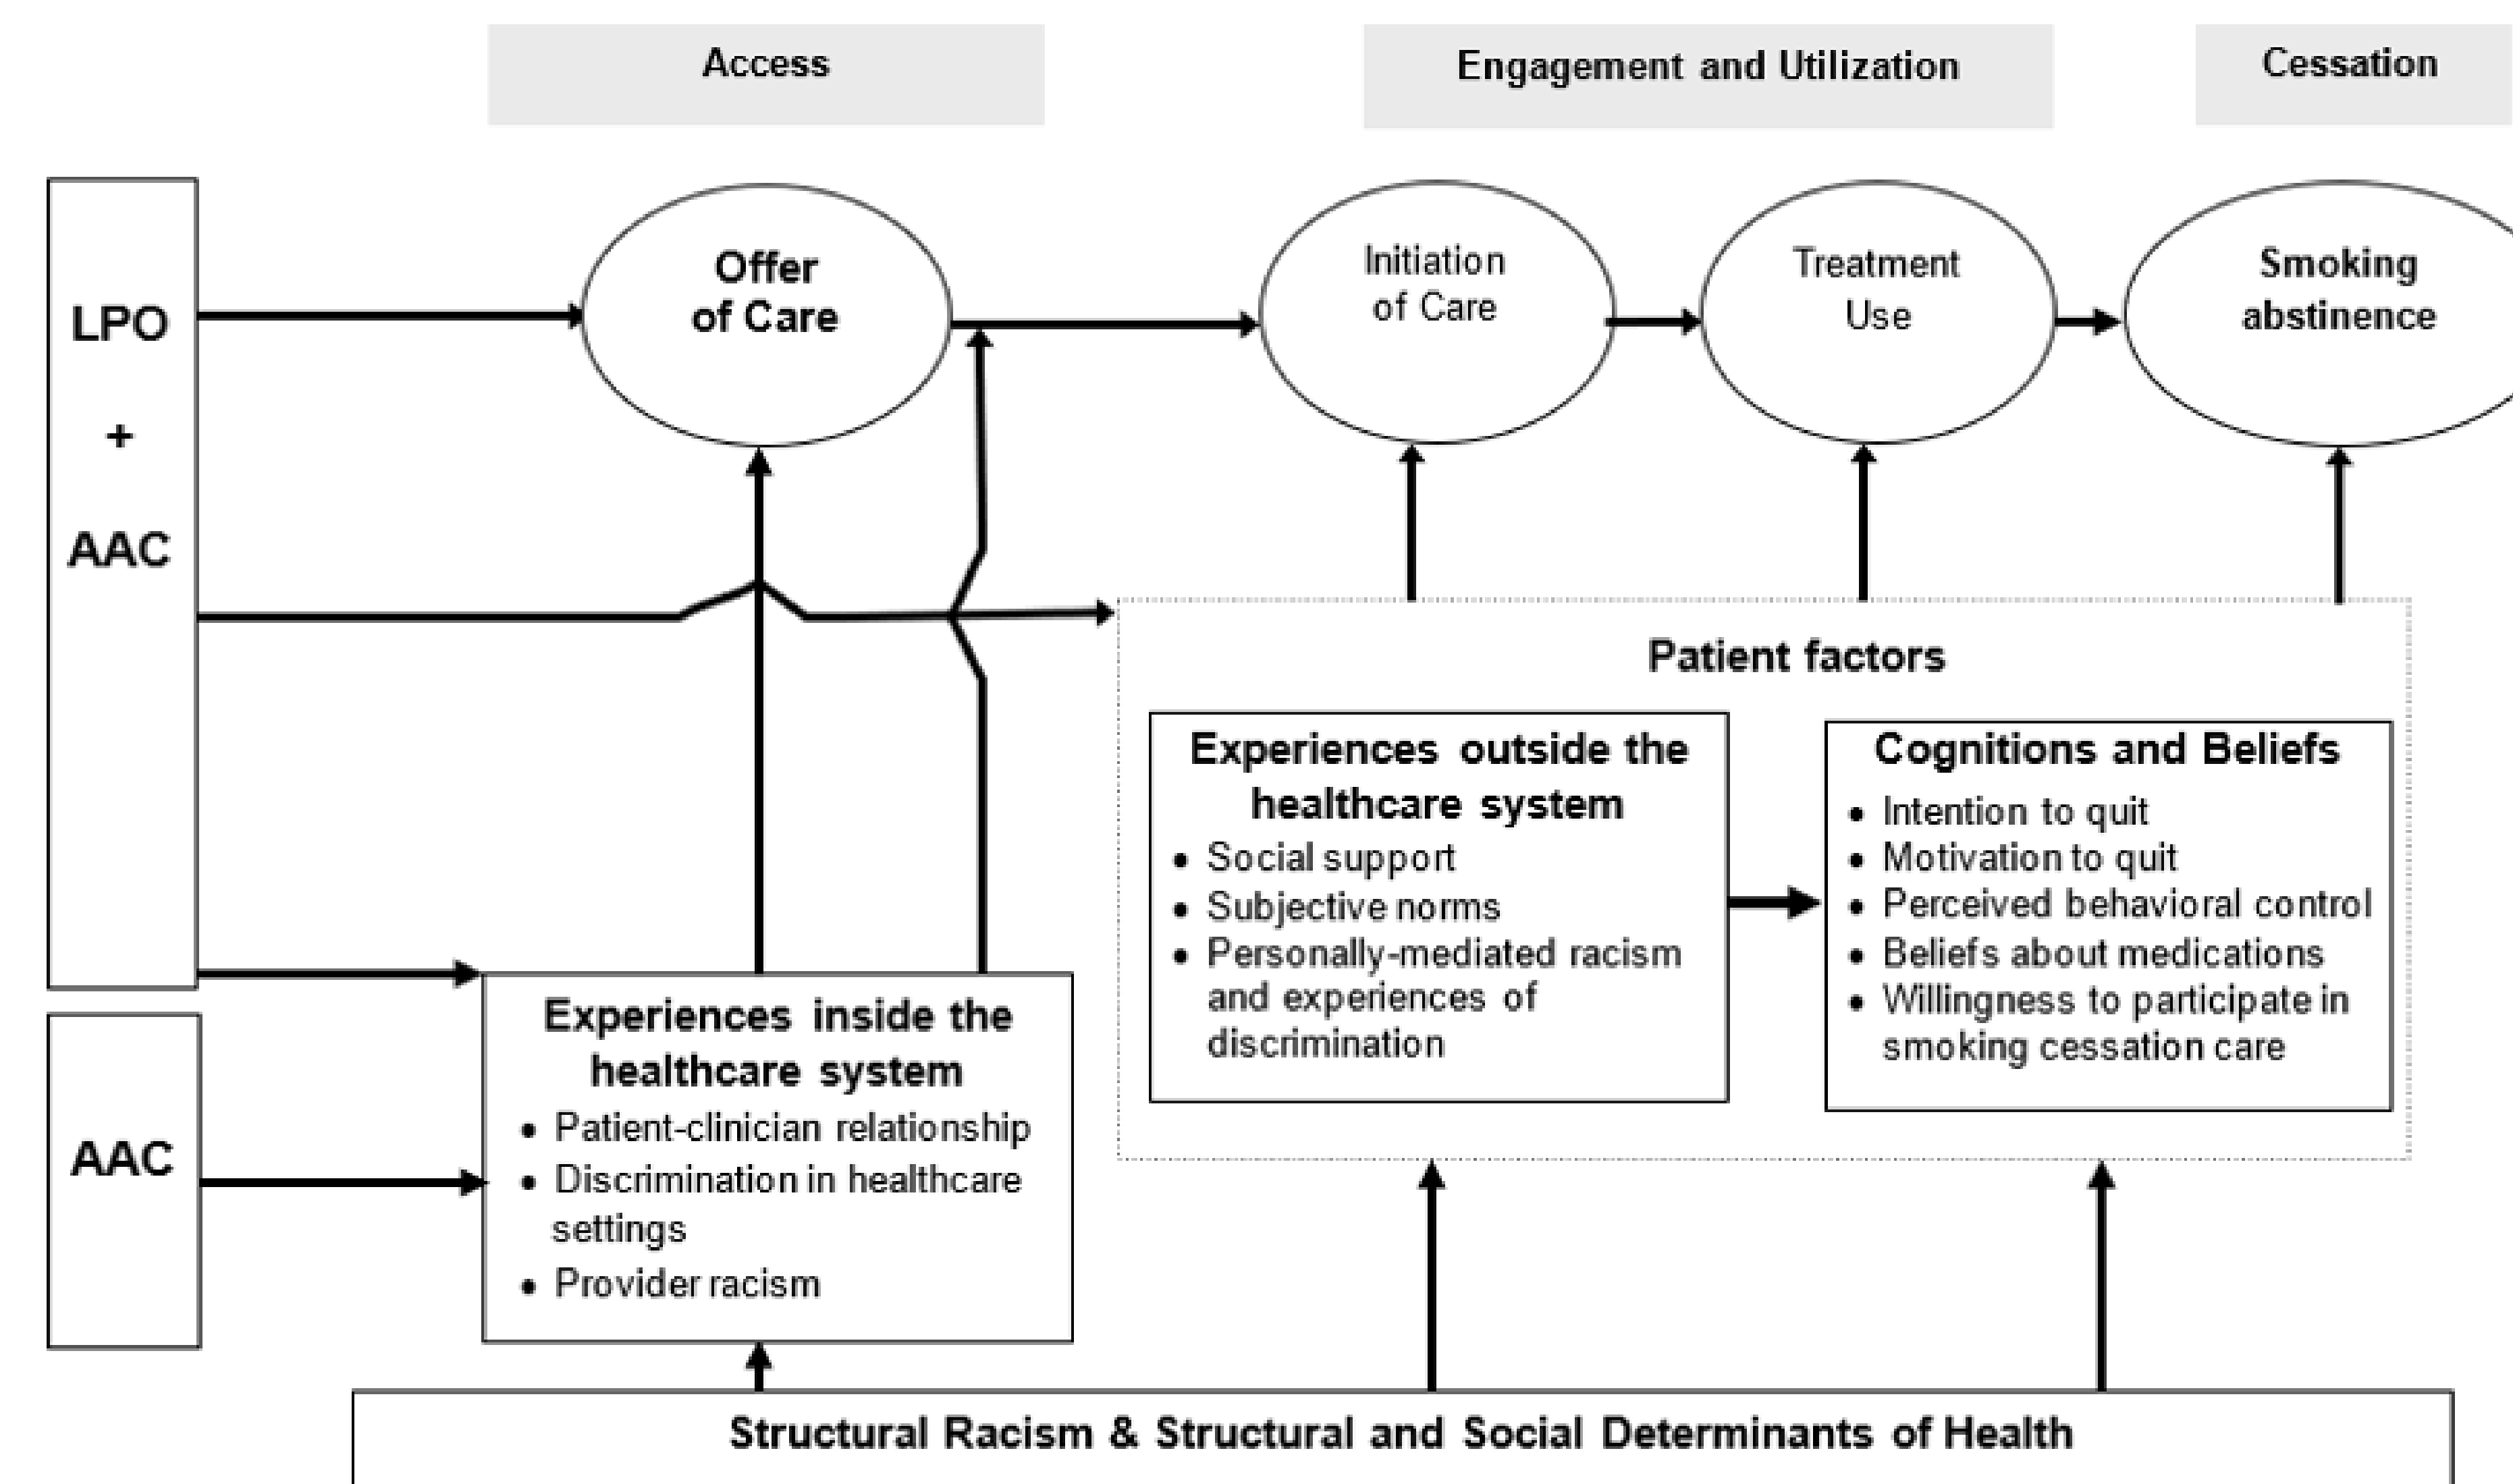 Access
Engagement and Utilization
Cessation
LPO
+
AAC
Offer
of Care
Initiation
of Care
Treatment
Use
Smoking
abstinence
Patient factors
Experiences outside the
healthcare system
• Social support
• Subjective norms
• Personally-mediated racism
and experiences of
discrimination
Cognitions and Beliefs
• Intention to quit
• Motivation to quit
• Perceived behavioral control
• Beliefs about medications
• Willingness to participate in
smoking cessation care
AAC
Experiences inside the
healthcare system
• Patient-clinician relationship
• Discrimination in healthcare
settings
• Provider racism
Structural Racism & Structural and Social Determinants of Health